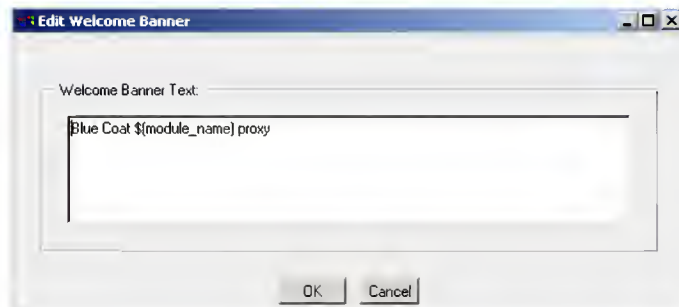 Edit Welcome Banner
Welcome Banner Text:
Blue Coat $(module_name) proxy
OK
Cancel